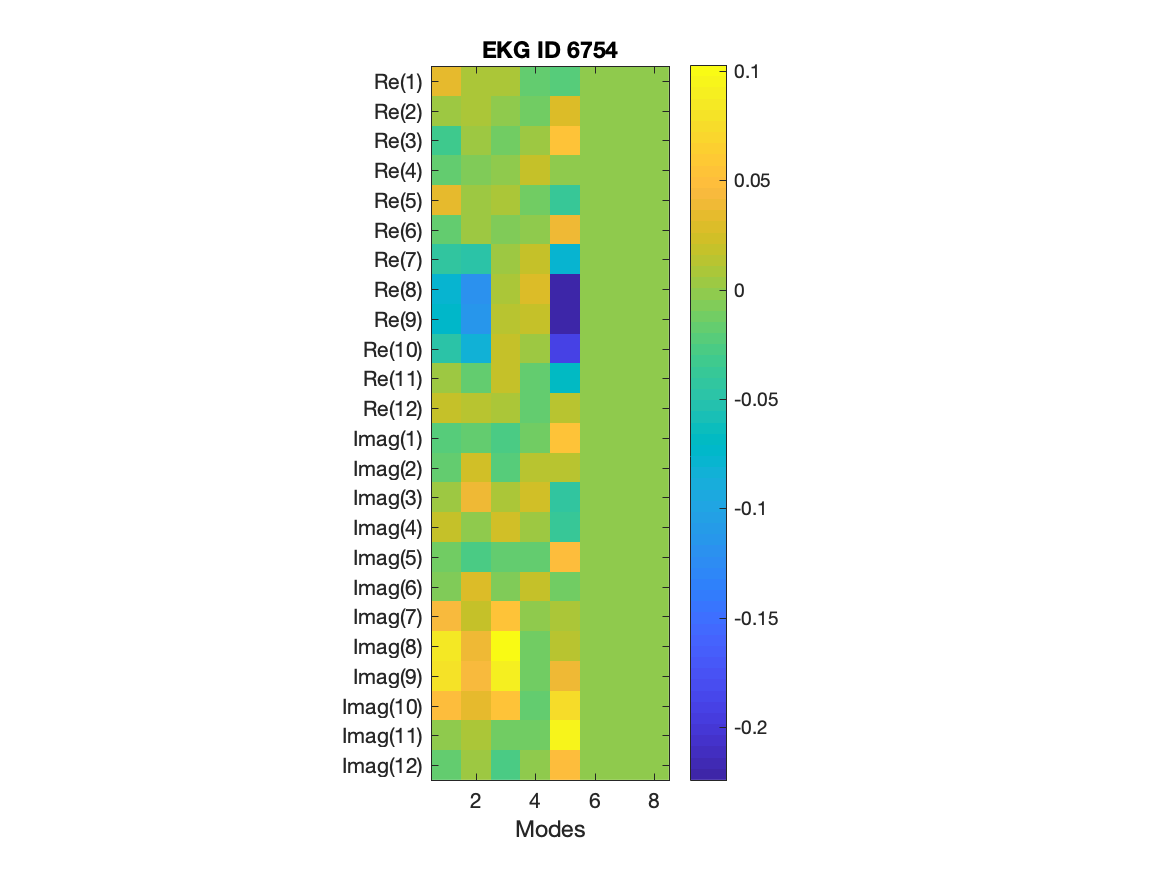 EKG ID 6754
Re(1)
Re(2)
Re(3)
Re(4)
Re(5)
Re(6)
Re(7)
Re(8)
Re(9)
Re(10)
Re(11)
Re(12)
Imag(1)
Imag(2)
Imag(3)
Imag(4)
Imag(5)
Imag(6)
Imag(7)
Imag(8)
Imag(9)
Imag(10)
Imag(11)
Imag(12)
2 4 6 8
Modes
0.1
0.05
0
-0.05
-0.1
-0.15
-0.2